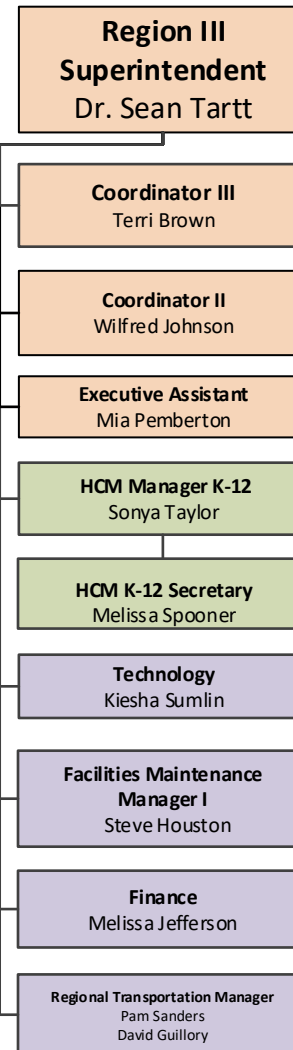 Region III
Superintendent
Dr. Sean Tartt
Coordinator III
Terri Brown
Coordinator II
Wilfred Johnson
Executive Assistant
Mia Pemberton
HCM Manager K-12
Sonya Taylor
HCM K-12 Secretary
Melissa Spooner
Technology
Kiesha Sumlin
Facilities Maintenance
Manager I
Steve Houston
Finance
Melissa Jefferson
Regional Transportation Manager
Pam Sanders
David Guillory